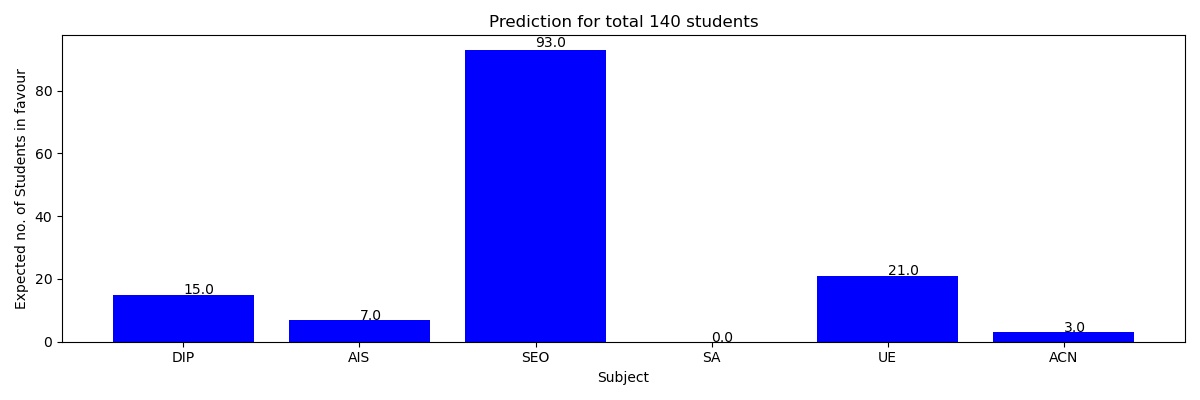 Prediction for total 140 students
Expected no. of Students in favour
80
60
40
20
0
93.0
15.0
7.0
0.0
21.0
3.0
DIP
AIS
SEO
SA
UE
ACN
Subject